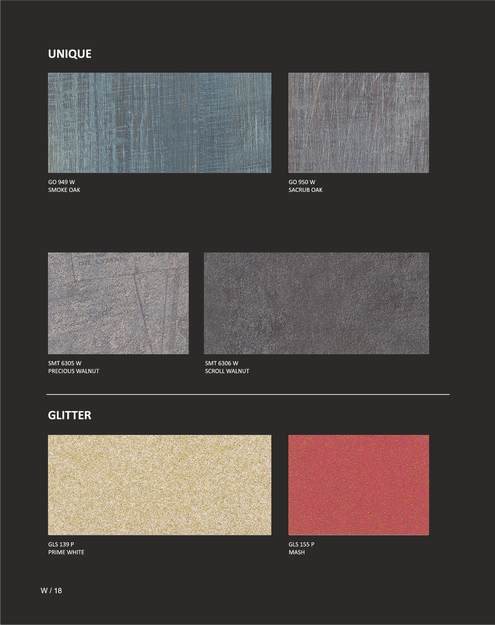 UNIQUE
GO 949 W
SMOKE OAK
GO 950 W
SACRUB OAK
SMT 6305 W
PRECIOUS WALNUT
SMT 6306 W
SCROLL WALNUT
GLITTER
GLS 139 P
PRIME WHITE
GLS 155 P
MASH
W / 18